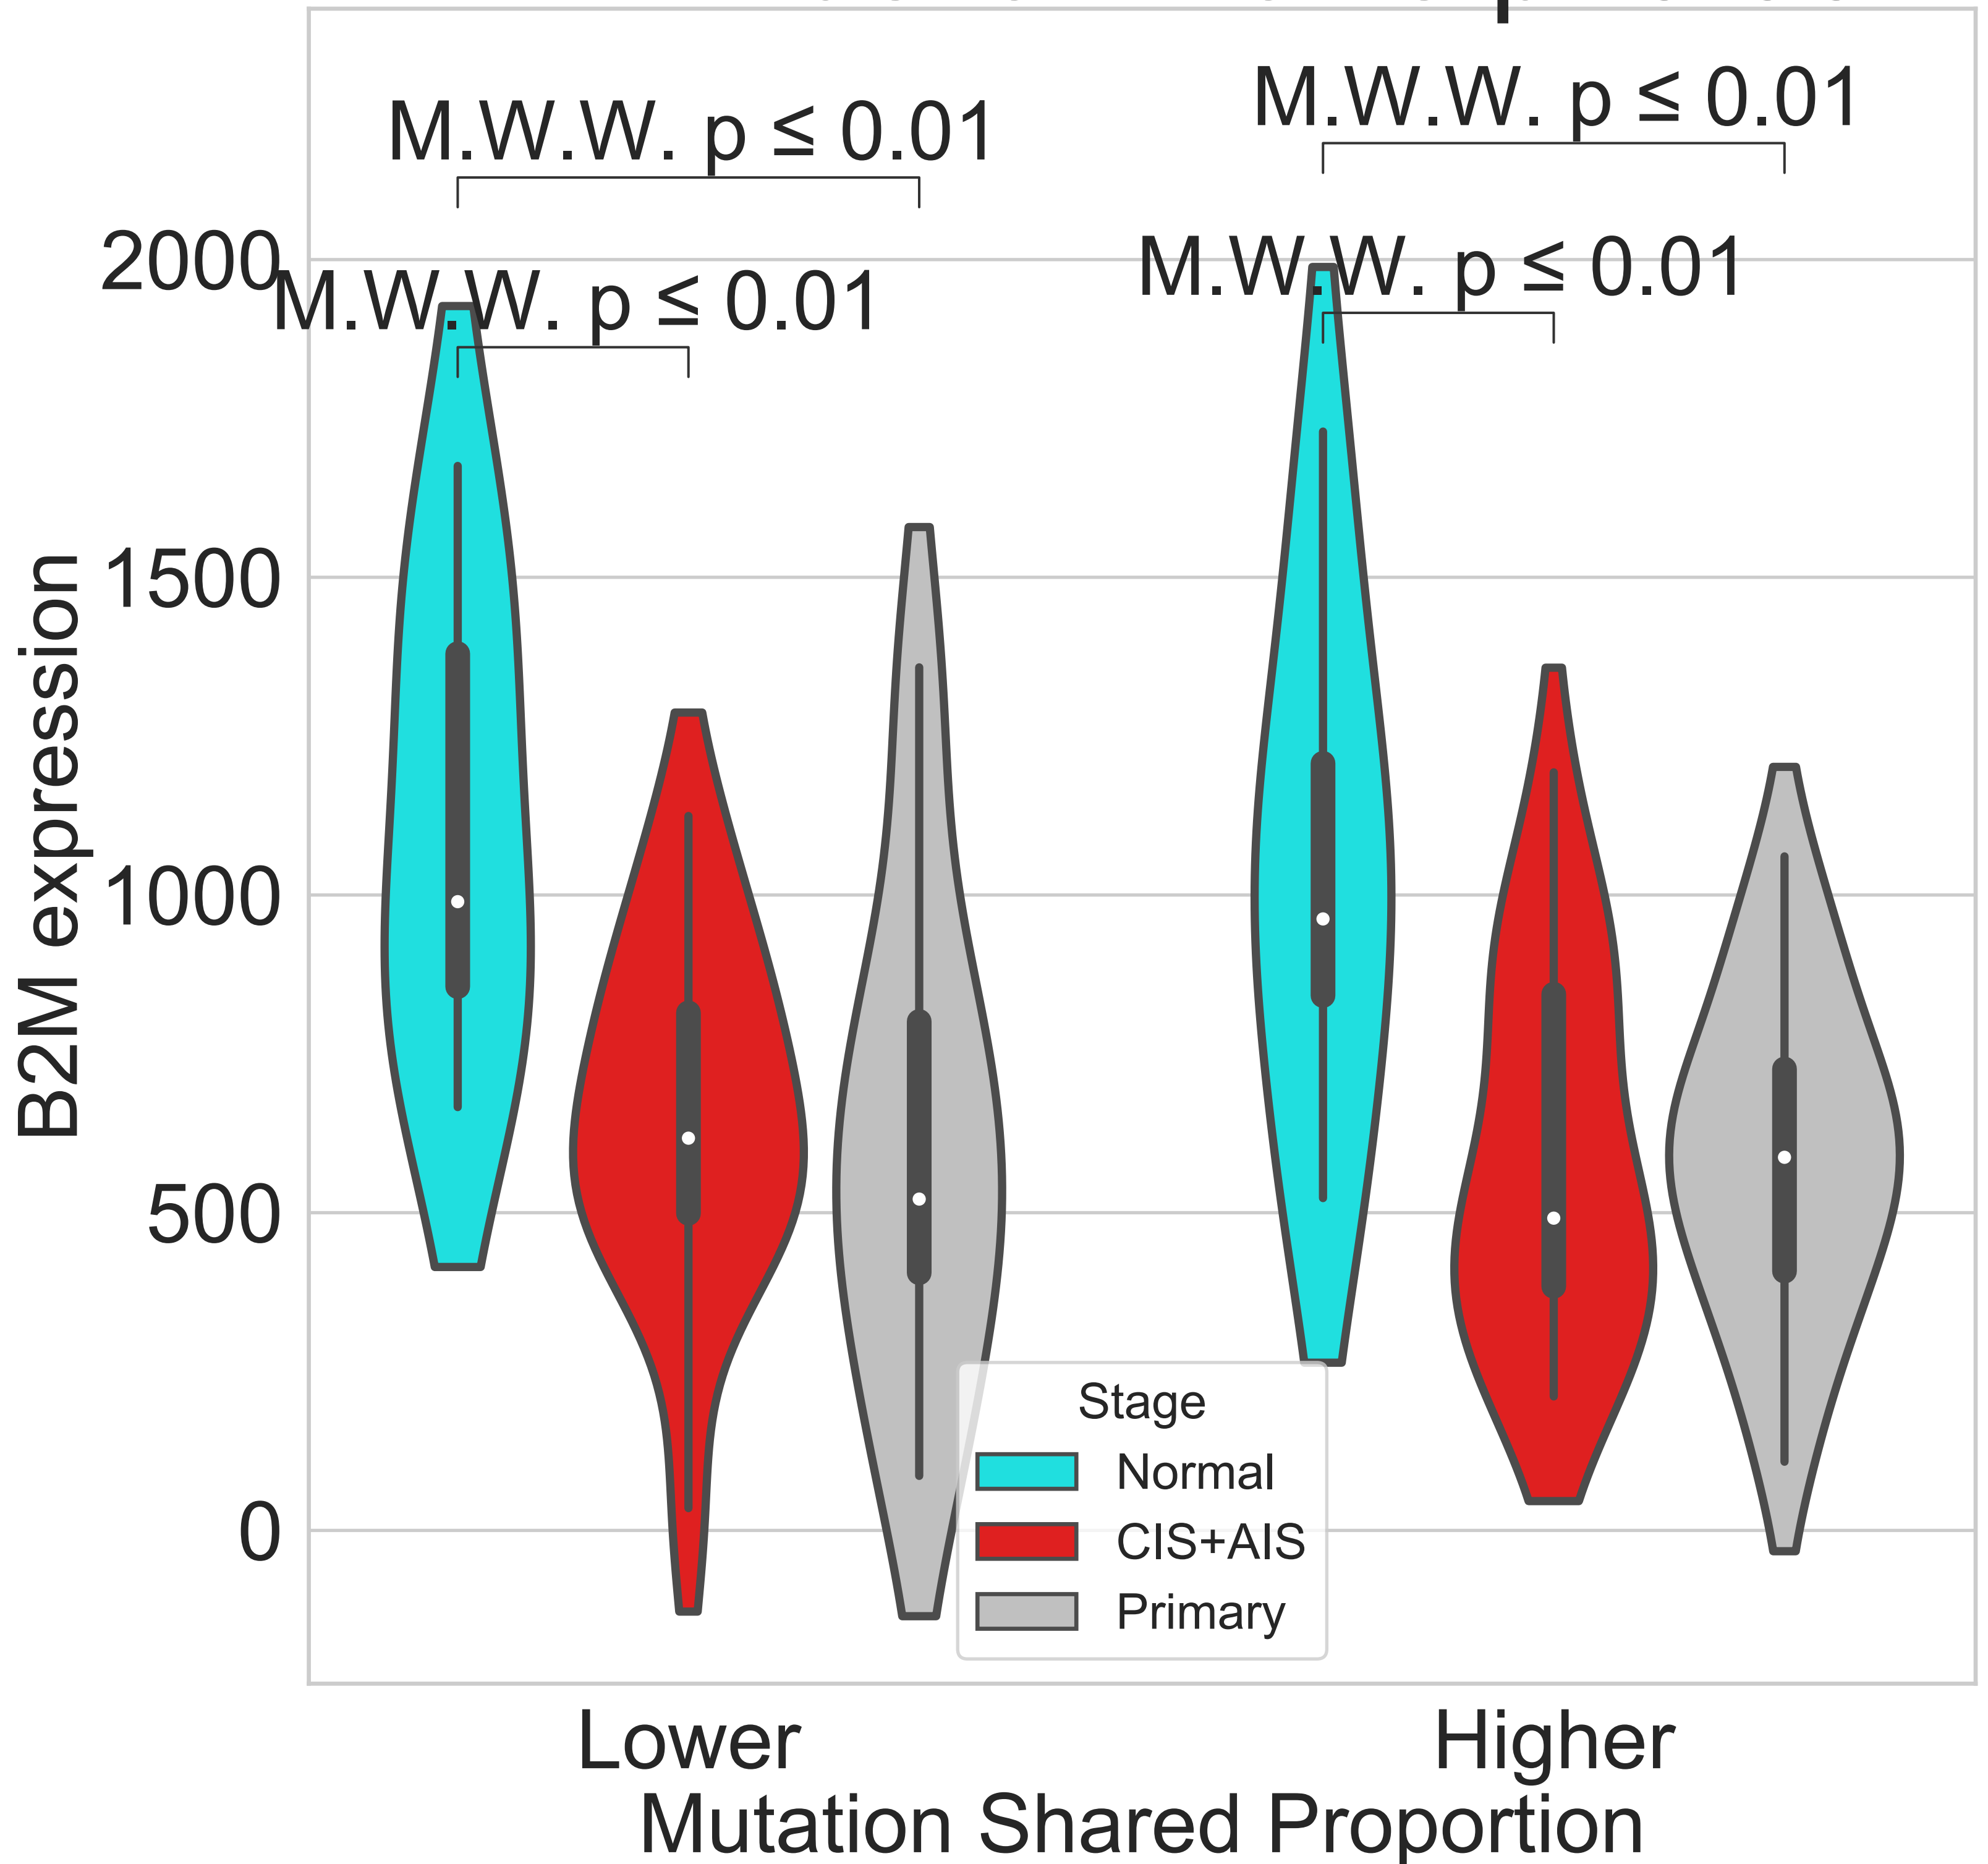 M.W.W. p ≤ 0.01
M.W.W. p ≤ 0.01
M.W.W. p ≤ 0.01
M.W.W. p ≤ 0.01
2000
1500
1000
500
0
B2M expression
Stage
Normal
CIS+AIS
Primary
Lower
Higher
Mutation Shared Proportion